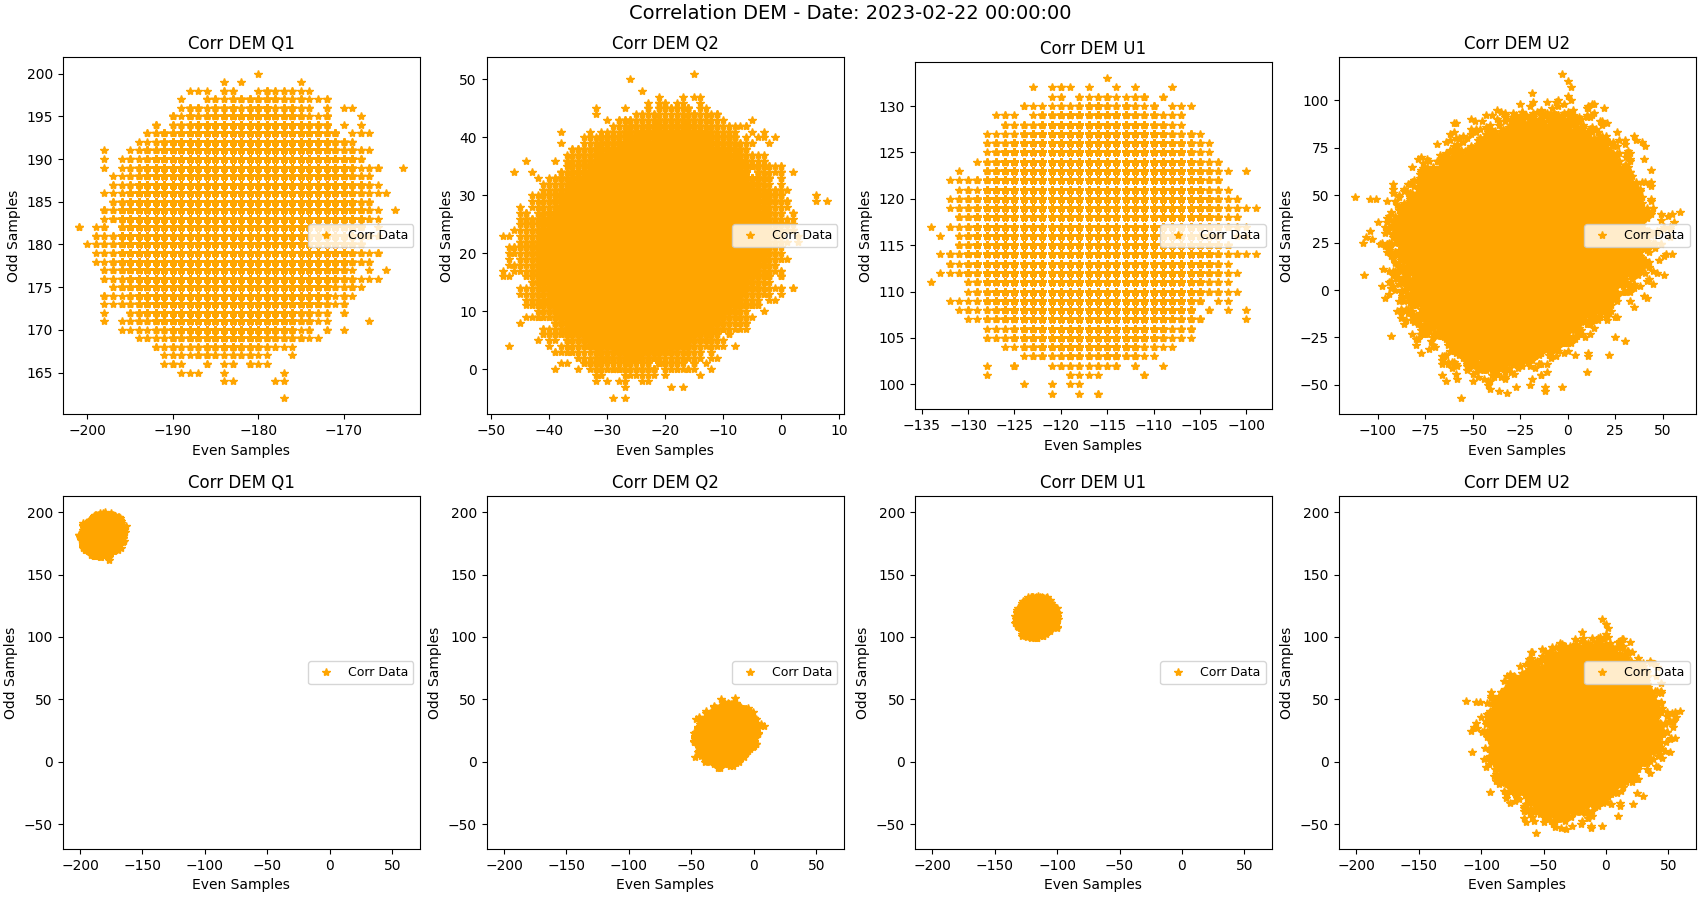 Correlation DEM - Date: 2023-02-22 00:00:00
Corr DEM Q1
Odd Samples
200
195
190
185
180
175
170
165
Corr Data
−200 −190 −180 −170
Even Samples
Corr DEM Q2
Odd Samples
50
40
30
20
10
0
Corr Data
−50 −40 −30 −20 −10 0 10
Even Samples
Corr DEM U1
Odd Samples
130
125
120
115
110
105
100
Corr Data
−135 −130 −125 −120 −115 −110 −105 −100
Even Samples
Corr DEM U2
Odd Samples
100
75
50
25
0
−25
−50
Corr Data
−100 −75 −50 −25 0 25 50
Even Samples
Corr DEM Q1
Odd Samples
200
150
100
50
0
−50
Corr Data
−200 −150 −100 −50 0 50
Even Samples
Corr DEM Q2
Odd Samples
200
150
100
50
0
−50
Corr Data
−200 −150 −100 −50 0 50
Even Samples
Corr DEM U1
Odd Samples
200
150
100
50
0
−50
Corr Data
−200 −150 −100 −50 0 50
Even Samples
Corr DEM U2
Odd Samples
200
150
100
50
0
−50
Corr Data
−200 −150 −100 −50 0 50
Even Samples